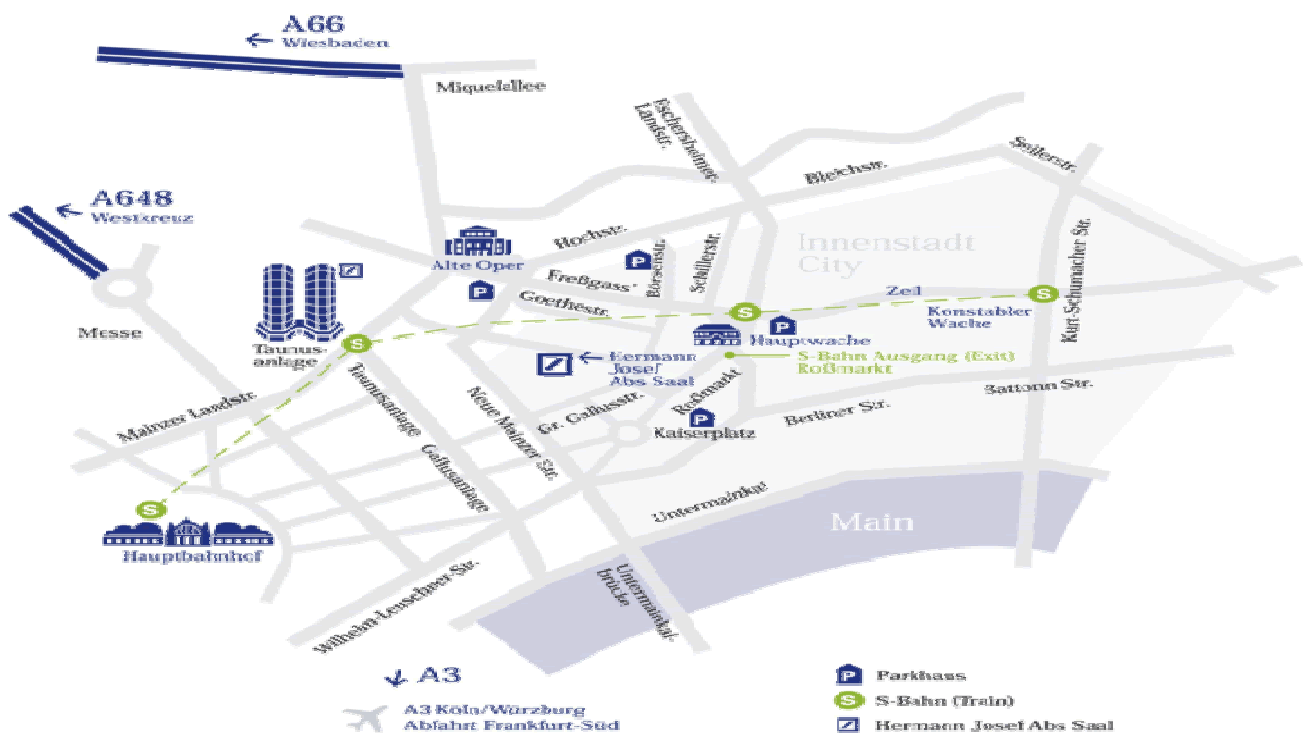 A66
Wiesbaden
Miquelallee
Eschersheimer
Landstr.
Bleichstr.
Seilerstr.
A648
Westkreuz
Hochstr.
Alte Oper
P
Börsenstr.
Schillerstr.
Innenstadt
City
Kurt-Schumacher Str.
Freßgass'
Goethestr.
P
Messe
Taunus-
anlage
S
S
Zeil
S
Konstabler
Wache
P
Hauptwache
Hermann
Josef
Abs Saal
S-Bahn Ausgang (Exit)
Roßmarkt
Mainzer Landstr.
Taunusanlage
Gallusanlage
Neue Mainzer Str.
Gr. Gallusstr.
Roßmarkt
P
Kaiserplatz
Berliner Str.
Battonn Str.
S
Hauptbahnhof
Untermainkai
Main
Wilhelm-Leuschner-Str.
Untermainkai-
brücke
A3
A3 Köln/Würzburg
Abfahrt Frankfurt-Süd
P Parkhaus
S S-Bahn (Train)
Hermann Josef Abs Saal